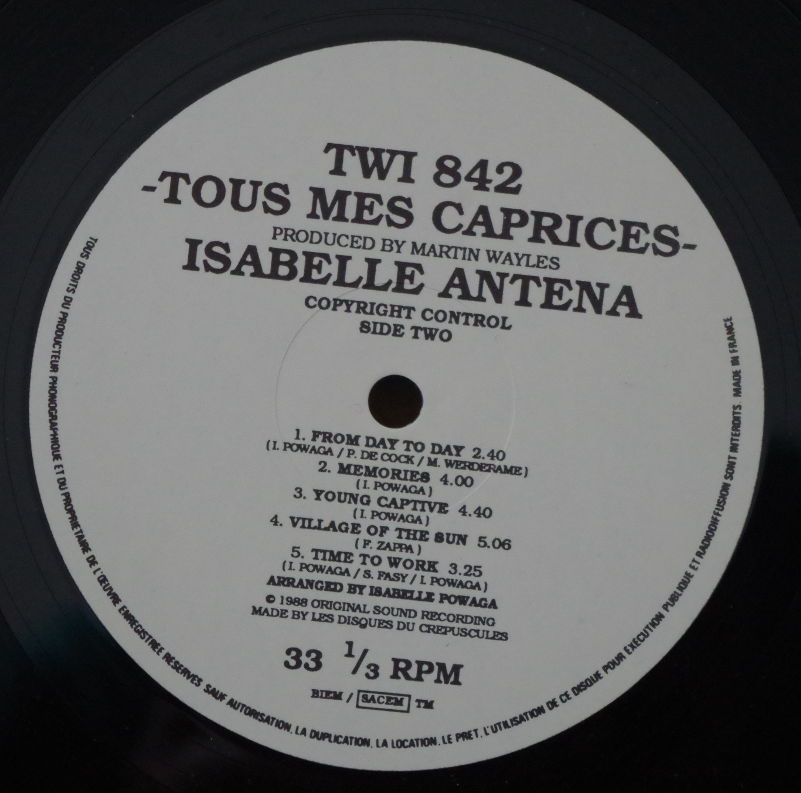 TWI 842
-TOUS MES CAPRICES-
PRODUCED BY MARTIN WAYLES
ISABELLE ANTENA
COPYRIGHT CONTROL
SIDE TWO
1. FROM DAY TO DAY 2.40
(I. POWAGA / P. DE COCK / M. WERDERAME)
2. MEMORIES 4.00
(I. POWAGA)
3. YOUNG CAPTIVE 4.40
(I. POWAGA)
4. VILLAGE OF THE SUN 5.06
(F. ZAPPA)
5. TIME TO WORK 3.25
(I. POWAGA / S. FASY / I. POWAGA)
ARRANGED BY ISABELLE POWAGA
© 1988 ORIGINAL SOUND RECORDING
MADE BY LES DISQUES DU CREPUSCULES
33 1/3 RPM
BIEM / SACEM TM
TOUS DROITS DU PRODUCTEUR PHONOGRAPHIQUE ET DU PROPRIETAIRE DE L'ŒUVRE ENREGISTREE RESERVES SAUF AUTORISATION, LA DUPLICATION, LA LOCATION, LE PRET, L'UTILISATION DE CE DISQUE POUR EXECUTION PUBLIQUE ET RADIODIFFUSION SONT INTERDITS. MADE IN FRANCE